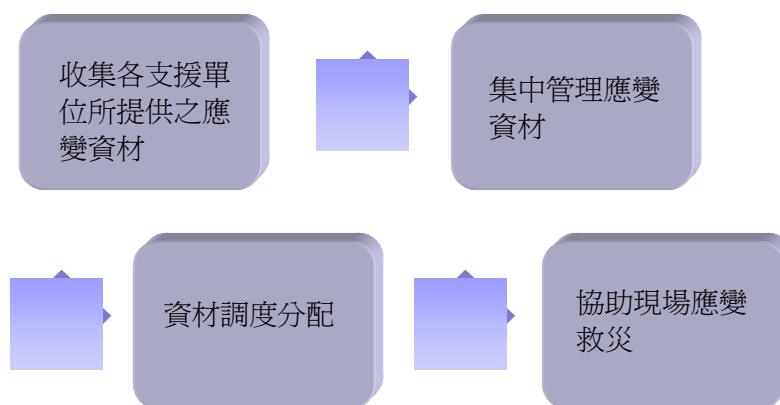 收集各支援單
位所提供之應
變資材
集中管理應變
資材
資材調度分配
協助現場應變
救災